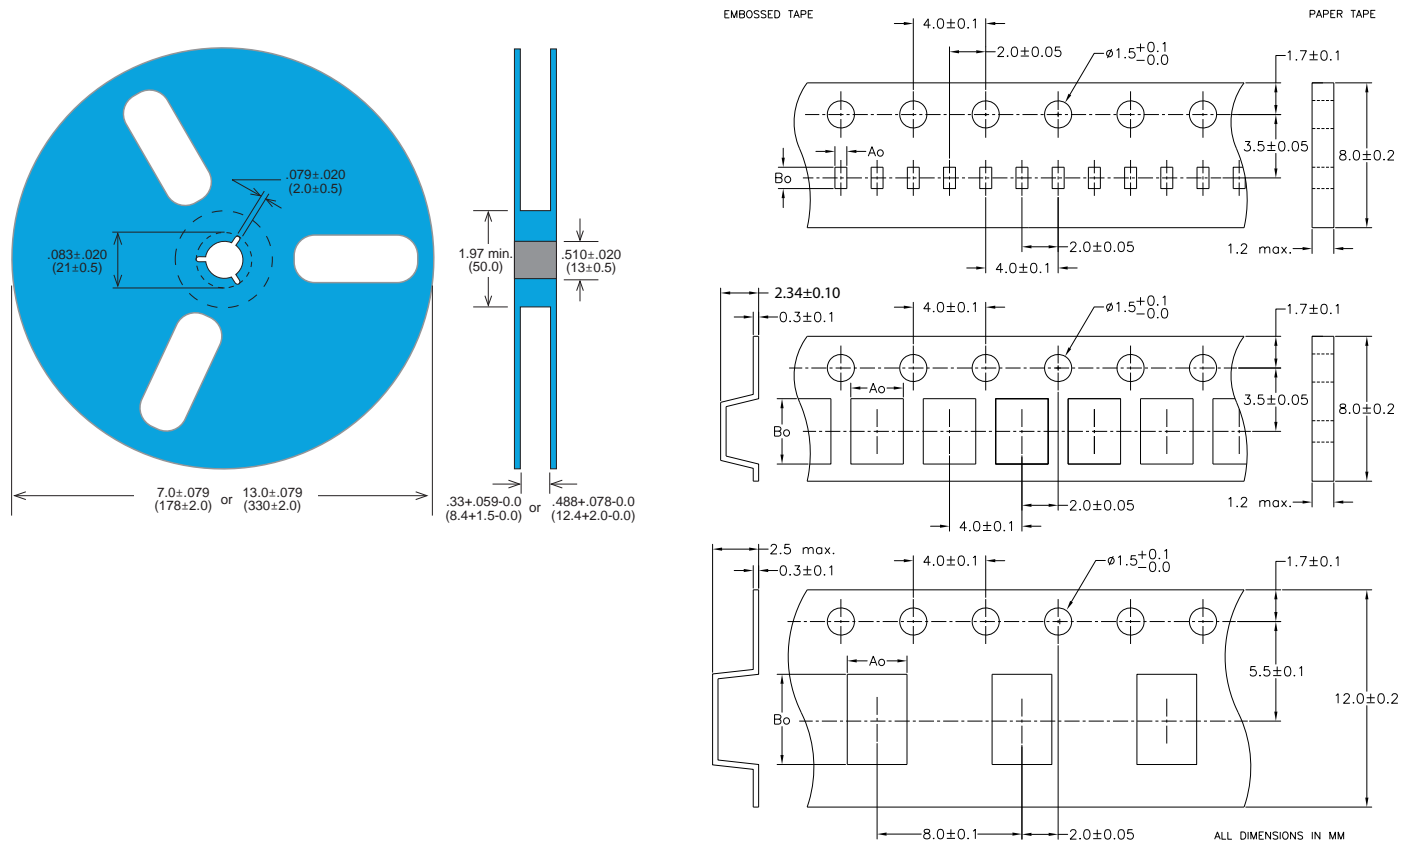 .079±.020
(2.0±0.5)
.083±.020
(21±0.5)
7.0±.079
(178±2.0)
or
13.0±.079
(330±2.0)
1.97 min.
(50.0)
.510±.020
(13±0.5)
.33+.059-0.0
(8.4+1.5-0.0)
or
.488+.078-0.0
(12.4+2.0-0.0)
EMBOSSED TAPE
PAPER TAPE
4.0±0.1
2.0±0.05
ø1.5+0.1
-0.0
1.7±0.1
Ao
Bo
3.5±0.05
8.0±0.2
2.0±0.05
4.0±0.1
1.2 max.
2.34±0.10
0.3±0.1
4.0±0.1
ø1.5+0.1
-0.0
1.7±0.1
Ao
Bo
3.5±0.05
8.0±0.2
2.0±0.05
4.0±0.1
1.2 max.
2.5 max.
0.3±0.1
4.0±0.1
ø1.5+0.1
-0.0
1.7±0.1
Ao
Bo
5.5±0.1
12.0±0.2
8.0±0.1
2.0±0.05
ALL DIMENSIONS IN MM